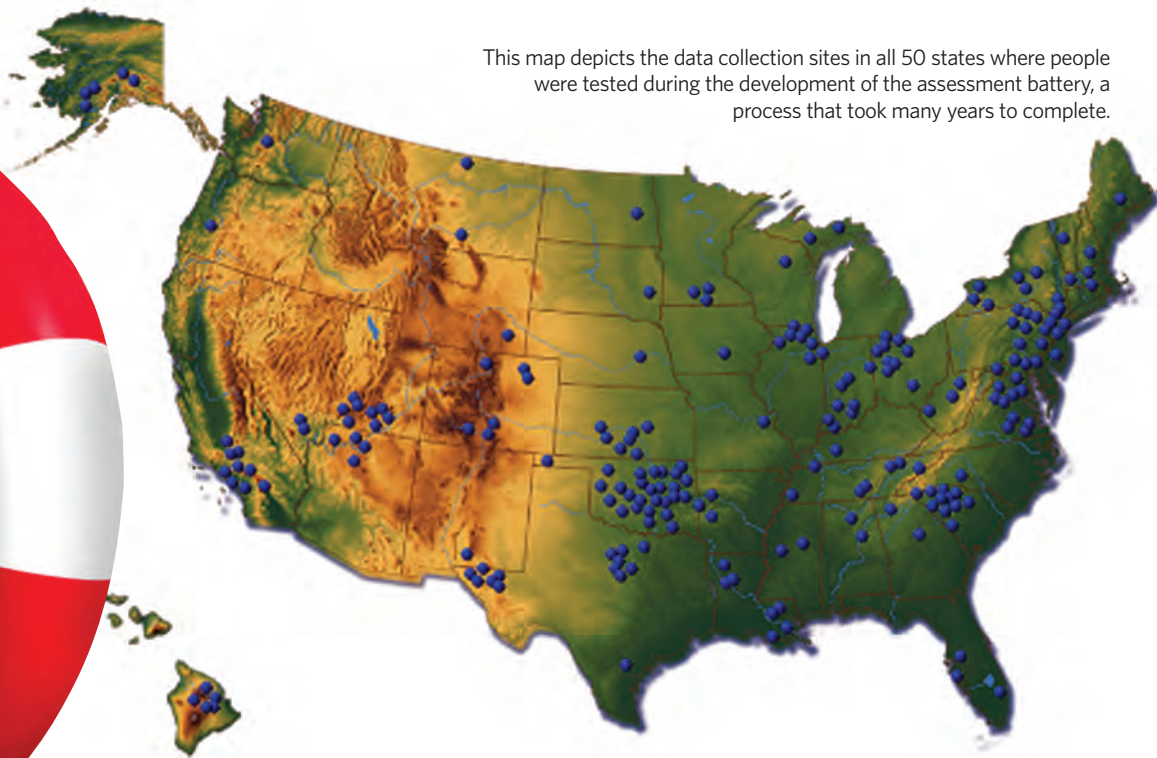 This map depicts the data collection sites in all 50 states where people
were tested during the development of the assessment battery, a
process that took many years to complete.